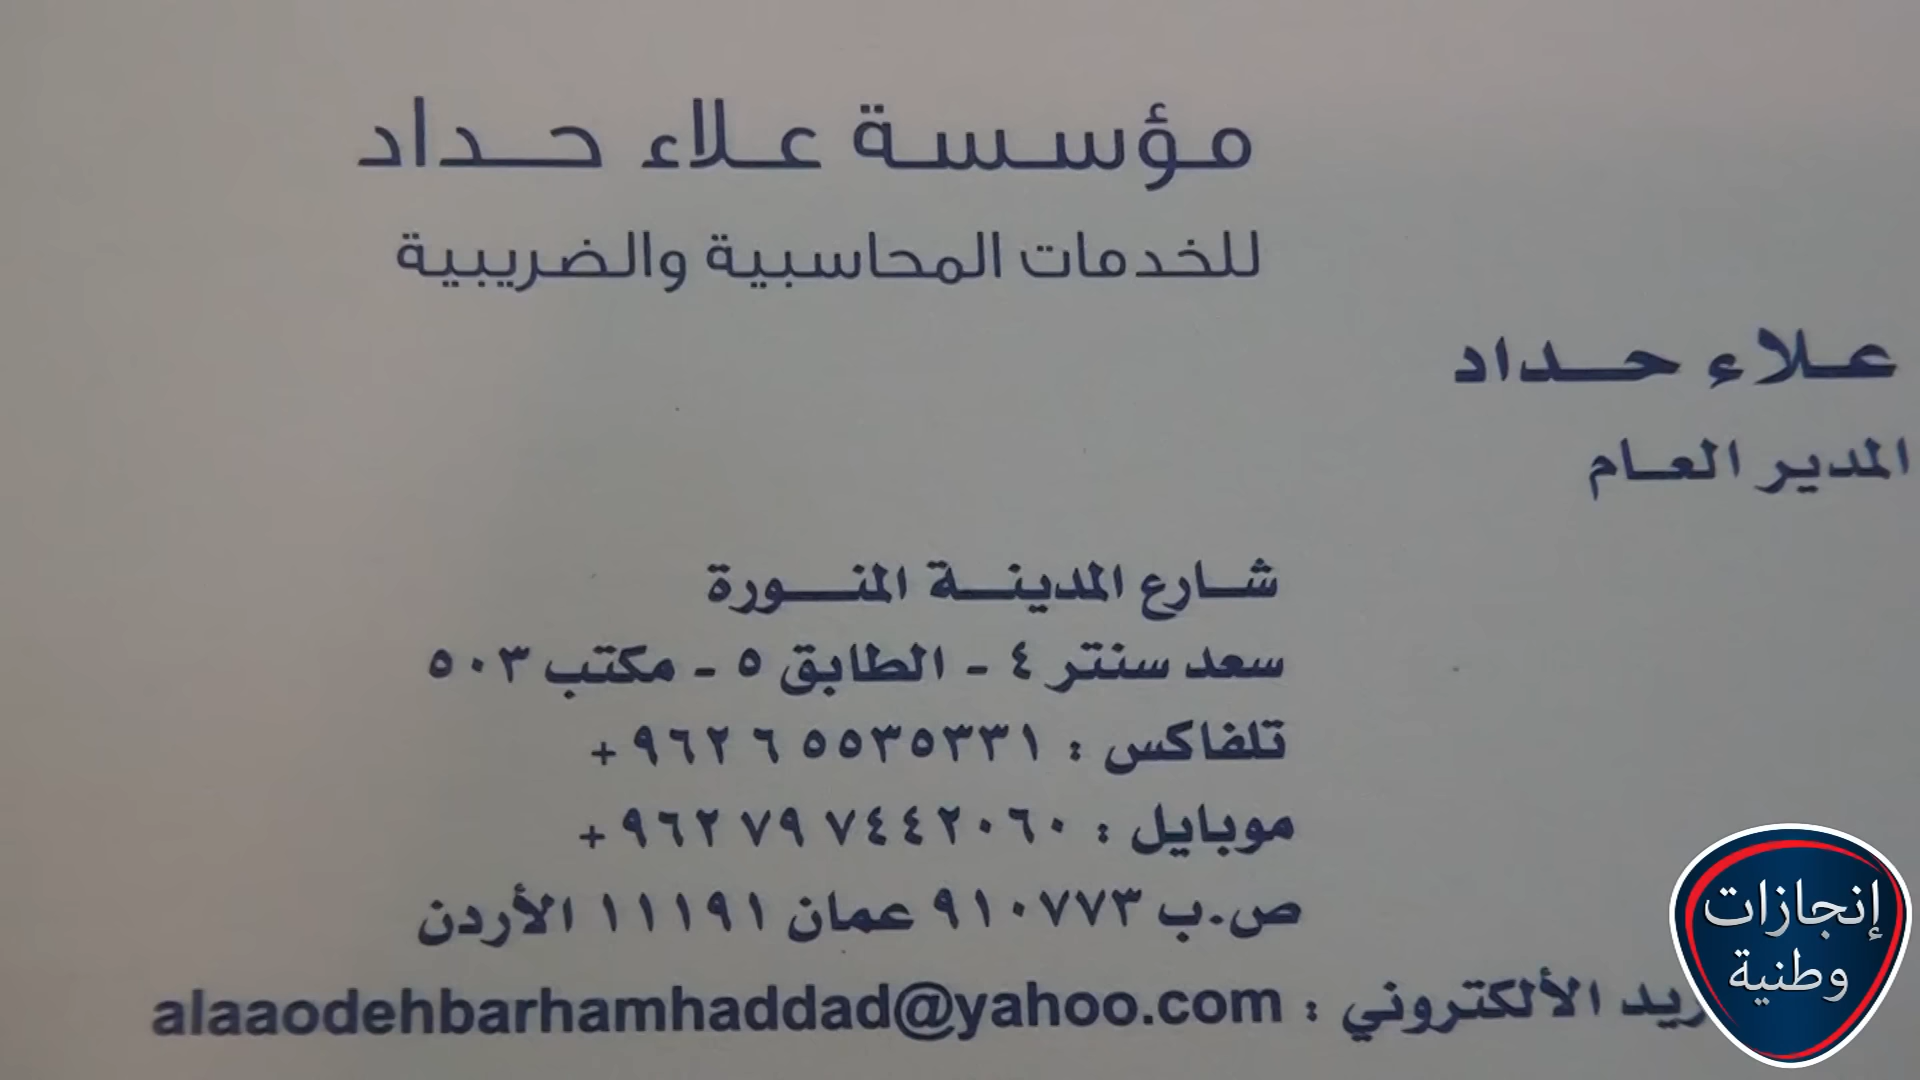 مؤسسة علاء حداد
للخدمات المحاسبية والضريبية
علاء حداد
المدير العام
شارع المدينة المنورة
سعد سنتر ٤ - الطابق ٥ - مكتب ٥٠٣
تلفاكس : ٥٥٣٥٣٣١ ٦ ٩٦٢ +
موبايل : ٧٤٤٢٠٦٠ ٧٩ ٩٦٢ +
ص.ب ٩١٠٧٧٣ عمان ١١١٩١ الأردن
ريد الألكتروني : alaaodehbarhamhaddad@yahoo.com
إنجازات
وطنية